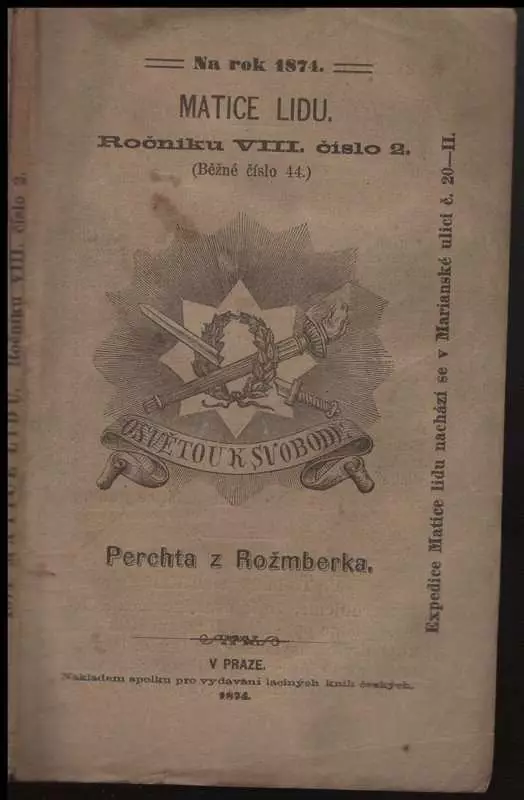 Na rok 1874.
MATICE LIDU.
Ročníku VIII. číslo 2.
(Běžné číslo 44.)
OSVĚTOU K SVOBODĚ!
Perchta z Rožmberka.
V PRAZE.
Nákladem spolku pro vydávání laciných knih českých.
1874.
Expedice Matice lidu nachází se v Marianské ulici č. 20—II.
Ročníku VIII. číslo 2.